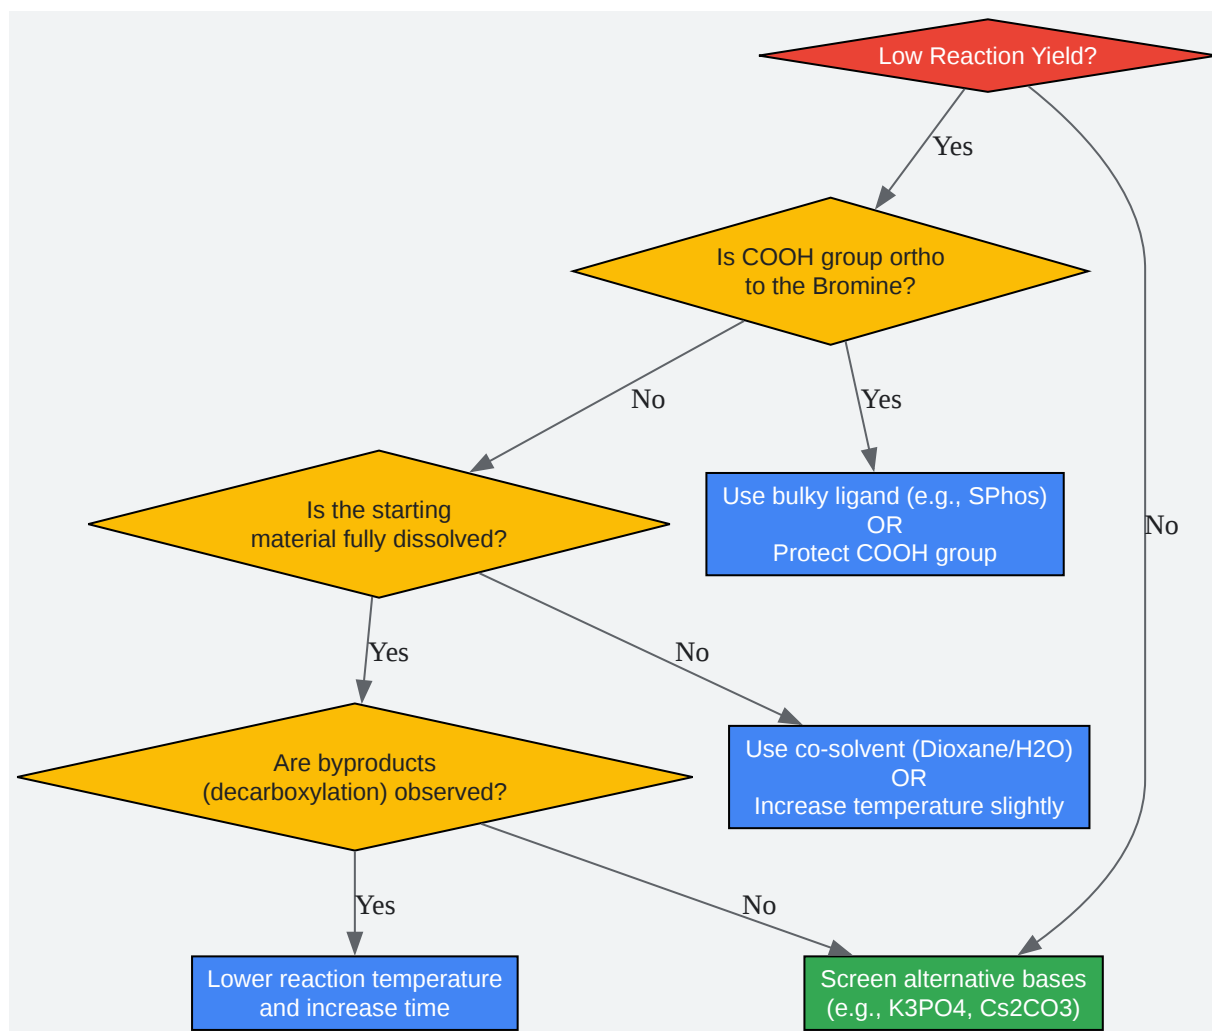 Low Reaction Yield?
Yes
Is COOH group ortho
to the Bromine?
No
Yes
Use bulky ligand (e.g., SPhos)
OR
Protect COOH group
No
Is the starting
material fully dissolved?
Yes
No
Use co-solvent (Dioxane/H2O)
OR
Increase temperature slightly
Are byproducts
(decarboxylation) observed?
Yes
No
Lower reaction temperature
and increase time
Screen alternative bases
(e.g., K3PO4, Cs2CO3)